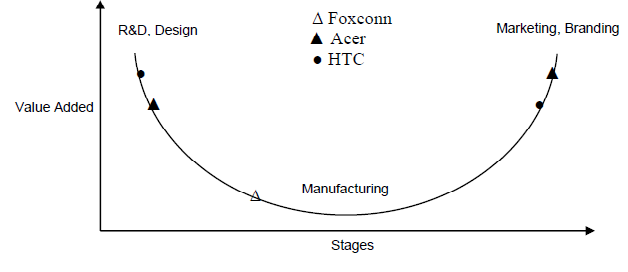 R&D, Design
Δ Foxconn
▲ Acer
● HTC
Marketing, Branding
Value Added
Δ
Manufacturing
Stages